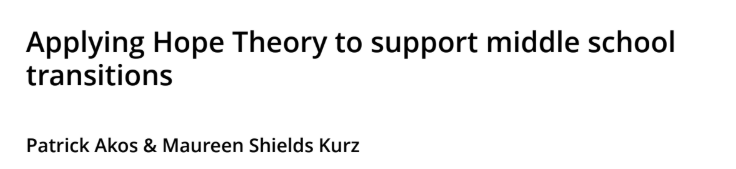 Applying Hope Theory to support middle school
transitions
Patrick Akos & Maureen Shields Kurz